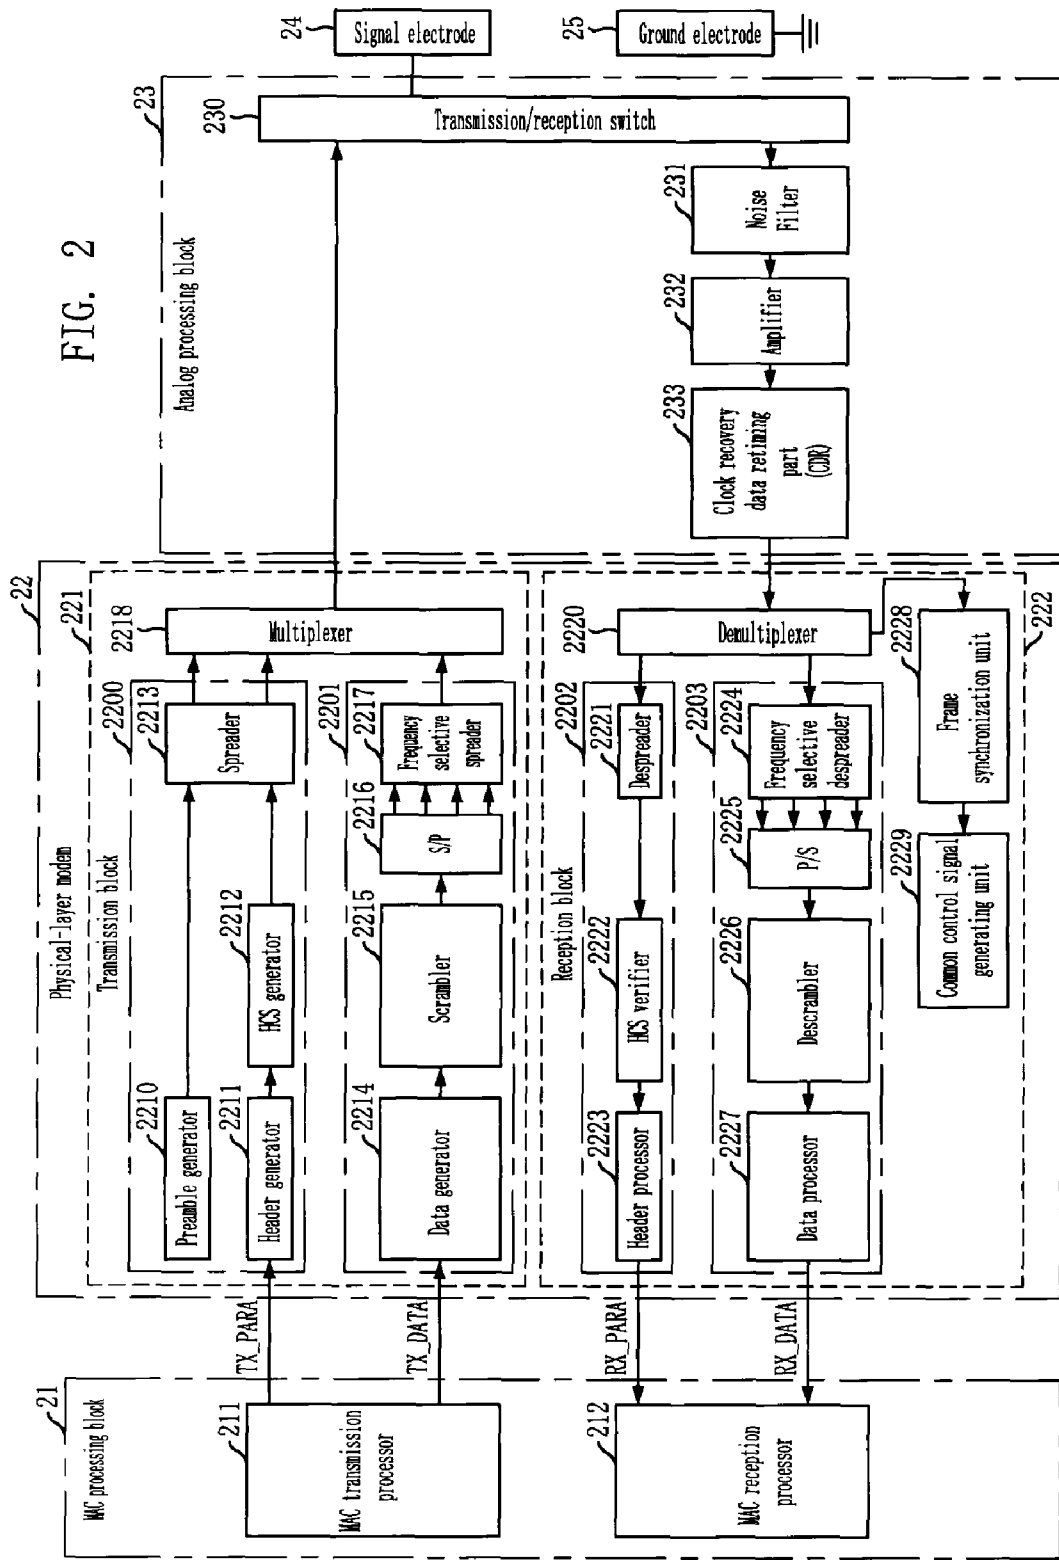 FIG. 2
21
MAC processing block
211
MAC transmission
processor
212
MAC reception
processor
TX_PARA
TX_DATA
RX_PARA
RX_DATA
22
Physical-layer modem
221
Transmission block
2200
2210
Preamble generator
2211
Header generator
2212
HCS generator
2213
Spreader
2201
2214
Data generator
2215
Scrambler
2216
S/P
2217
Frequency
selective
spreader
2218
Multiplexer
222
Reception block
2220
Demultiplexer
2202
2221
Despreader
2222
HCS verifier
2223
Header processor
2203
2224
Frequency
selective
despreader
2225
P/S
2226
Descrambler
2227
Data processor
2228
Frame
synchronization unit
2229
Common control signal
generating unit
23
Analog processing block
230
Transmission/reception switch
231
Noise
Filter
232
Amplifier
233
Clock recovery
data retiming
part
(CDR)
24
Signal electrode
25
Ground electrode